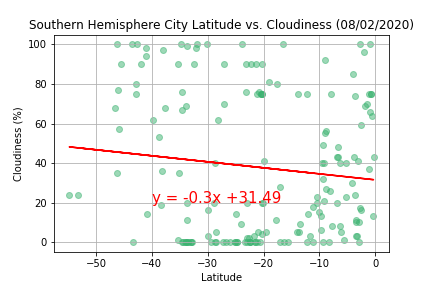 Southern Hemisphere City Latitude vs. Cloudiness (08/02/2020)
100
80
60
40
20
0
Cloudiness (%)
y = -0.3x +31.49
−50 −40 −30 −20 −10 0
Latitude